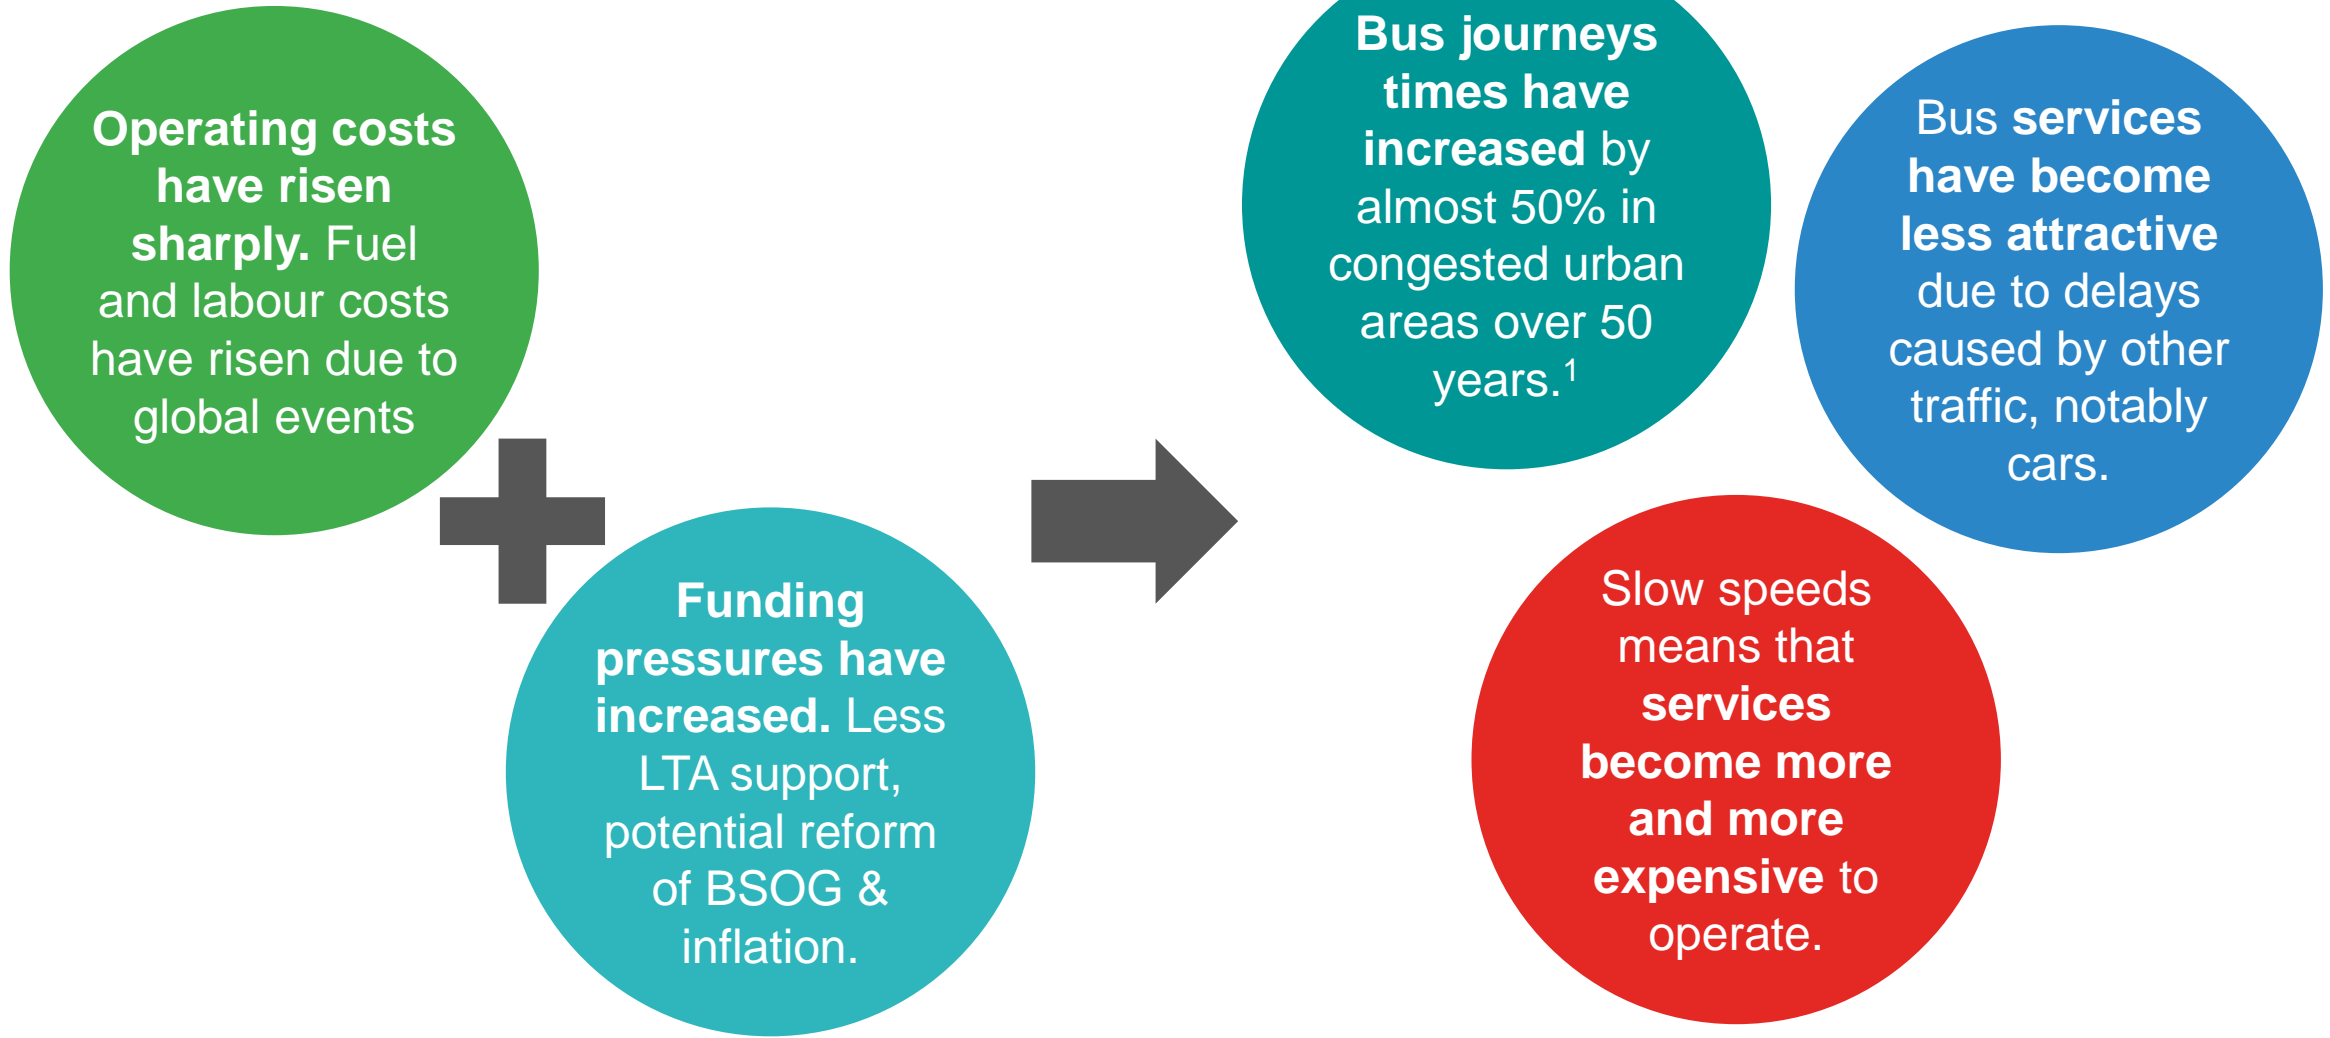 Operating costs
have risen
sharply. Fuel
and labour costs
have risen due to
global events
Funding
pressures have
increased. Less
LTA support,
potential reform
of BSOG &
inflation.
Bus journeys
times have
increased by
almost 50% in
congested urban
areas over 50
years.¹
Bus services
have become
less attractive
due to delays
caused by other
traffic, notably
cars.
Slow speeds
means that
services
become more
and more
expensive to
operate.